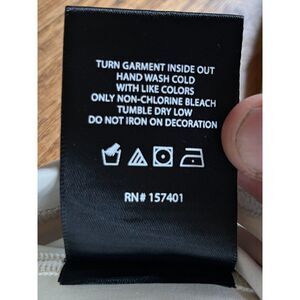 TURN GARMENT INSIDE OUT
HAND WASH COLD
WITH LIKE COLORS
ONLY NON-CHLORINE BLEACH
TUMBLE DRY LOW
DO NOT IRON ON DECORATION
RN# 157401